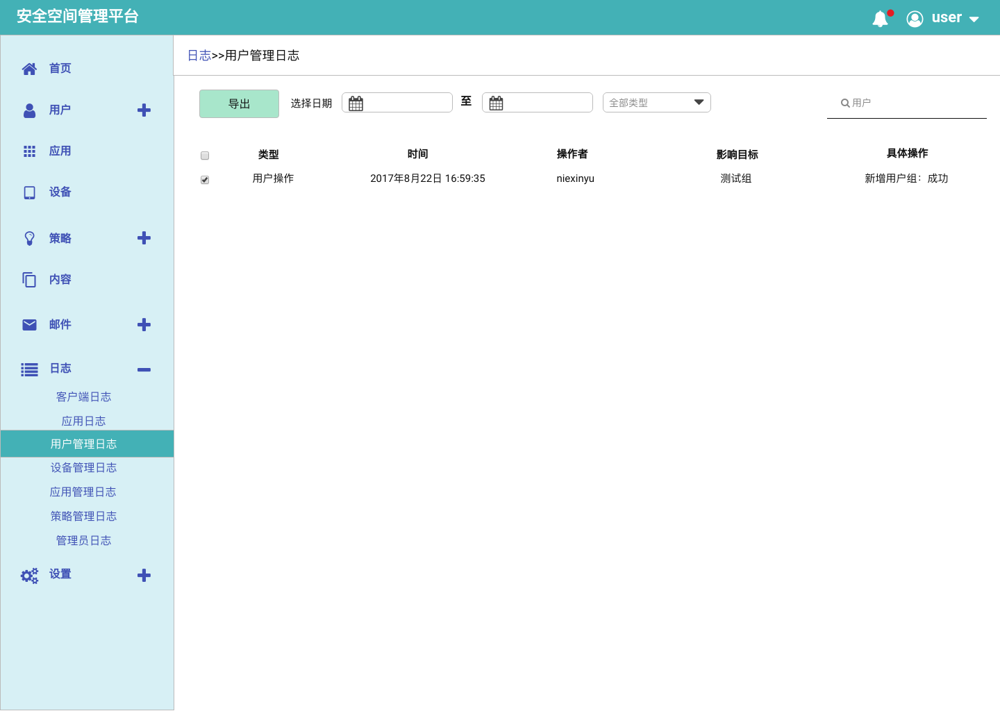 安全空间管理平台
user
首页
用户
应用
设备
策略
内容
邮件
日志
客户端日志
应用日志
用户管理日志
设备管理日志
应用管理日志
策略管理日志
管理员日志
设置
日志>>用户管理日志
导出 选择日期 至 全部类型 用户
类型 时间 操作者 影响目标 具体操作
用户操作 2017年8月22日 16:59:35 niexinyu 测试组 新增用户组：成功